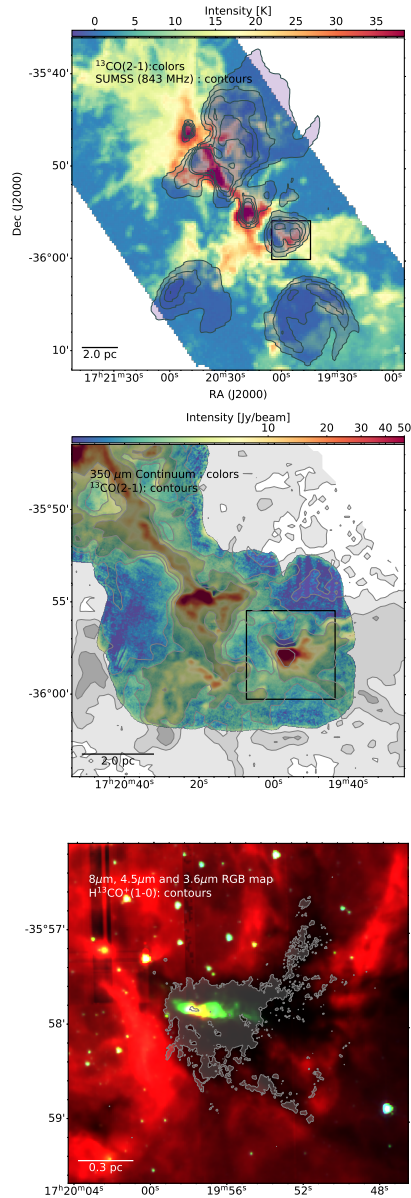 Intensity [K]
0 10 20 30
¹³CO(2-1):colors
SUMSS (843 MHz) : contours
-35°40'
50'
-36°00'
10'
Dec (J2000)
2.0 pc
17ʰ21ᵐ30ˢ 00ˢ 20ᵐ30ˢ 00ˢ 19ᵐ30ˢ 00ˢ
RA (J2000)
Intensity [Jy/beam]
0 10 20 30 40 50
350 μm Continuum : colors
¹³CO(2-1): contours
-35°50'
55'
-36°00'
2.0 pc
17ʰ20ᵐ40ˢ 20ˢ 00ˢ 19ᵐ40ˢ
8μm, 4.5μm and 3.6μm RGB map
H¹³CO⁺(1-0): contours
-35°57'
58'
59'
0.3 pc
17ʰ20ᵐ04ˢ 00ˢ 19ᵐ56ˢ 52ˢ 48ˢ